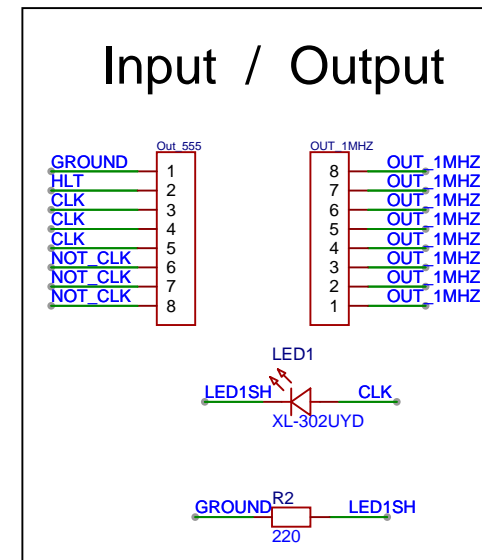 Input / Output
Out_555
GROUND 1
HLT 2
CLK 3
CLK 4
CLK 5
NOT_CLK 6
NOT_CLK 7
NOT_CLK 8
OUT_1MHZ
8 OUT_1MHZ
7 OUT_1MHZ
6 OUT_1MHZ
5 OUT_1MHZ
4 OUT_1MHZ
3 OUT_1MHZ
2 OUT_1MHZ
1 OUT_1MHZ
LED1
LED1SH CLK
XL-302UYD
R2
GROUND LED1SH
220